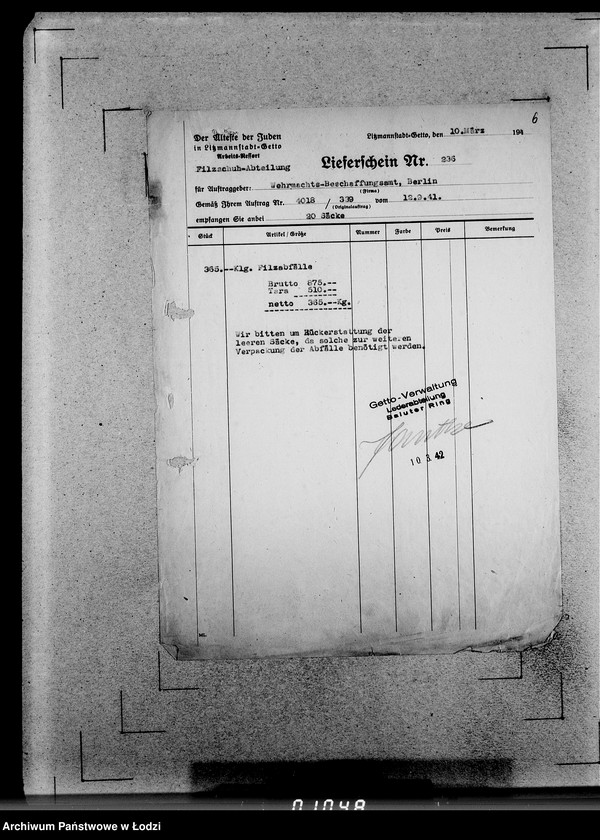 6
Der Älteste der Juden
in Litzmannstadt-Getto
Arbeits-Ressort
Filzschuh-Abteilung
Litzmannstadt-Getto, den 10.März 194
Lieferschein Nr. 236
für Auftraggeber: Wehrmachts-Beschaffungsamt, Berlin
(Firma)
Gemäß Ihrem Auftrag Nr. 4018 / 339 vom 12.9.41.
(Originalauftrag)
empfangen Sie anbei 20 Säcke
Stück Artikel / Größe Nummer Farbe Preis Bemerkung
365.--Klg. Filzabfälle
Brutto 875.--
Tara 510.--
netto 365.--Kg.
Wir bitten um Rückerstattung der
leeren Säcke, da solche zur weiteren
Verpackung der Abfälle benötigt werden.
Getto-Verwaltung
Lederabteilung
Baluter Ring
10 3 42
01048
Archiwum Państwowe w Łodzi